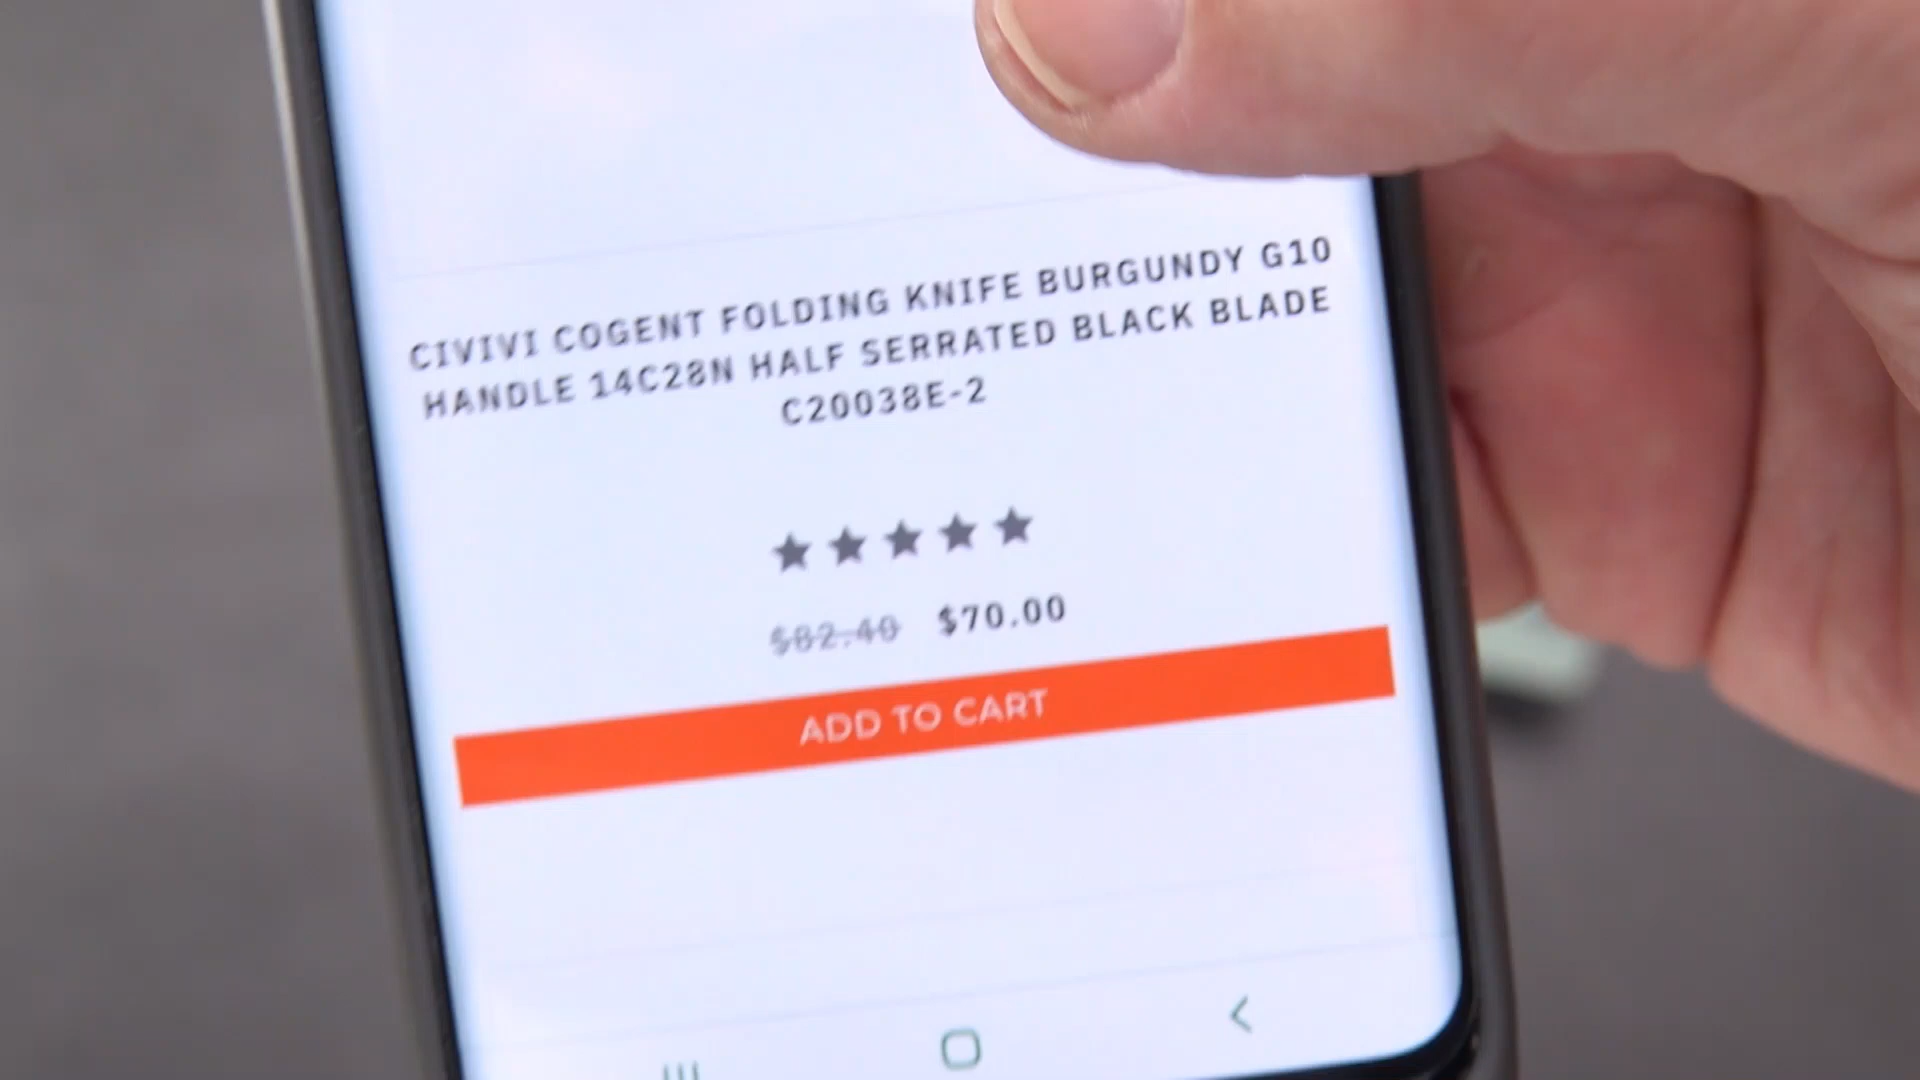 CIVIVI COGENT FOLDING KNIFE BURGUNDY G10
HANDLE 14C28N HALF SERRATED BLACK BLADE
C20038E-2
$82.40 $70.00
ADD TO CART